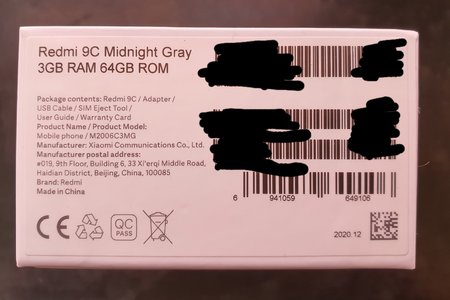 Redmi 9C Midnight Gray
3GB RAM 64GB ROM
Package contents: Redmi 9C / Adapter /
USB Cable / SIM Eject Tool /
User Guide / Warranty Card
Product Name / Product Model:
Mobile phone / M2006C3MG
Manufacturer: Xiaomi Communications Co., Ltd.
Manufacturer postal address:
#019, 9th Floor, Building 6, 33 Xi'erqi Middle Road,
Haidian District, Beijing, China, 100085
Brand: Redmi
Made in China
6 941059 649106
CE
QC
PASS
2020.12